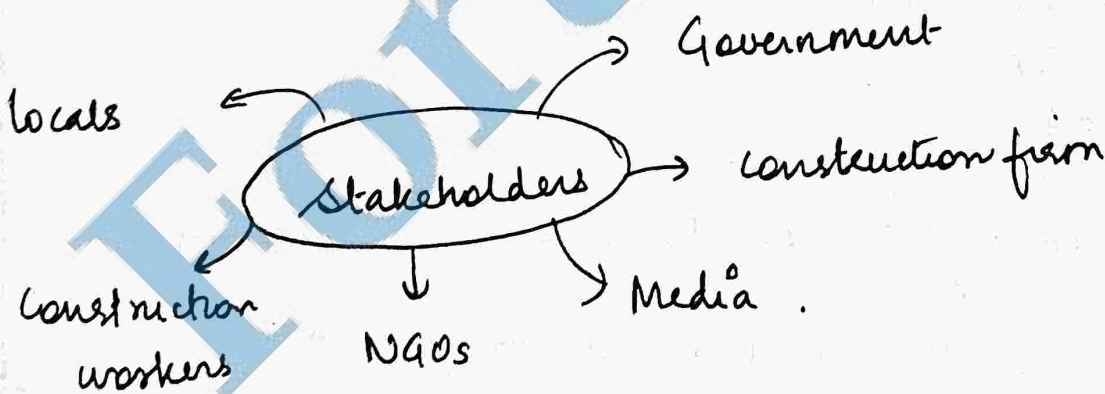 Government
locals
construction firm
Stakeholders
Construction
workers
NGOs
Media .